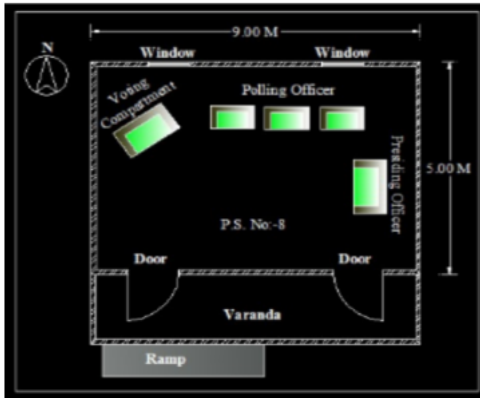 9.00 M
N
Window
Window
Voting
Compartment
Polling Officer
Presiding Officer
5.00 M
P.S. No:-8
Door
Door
Varanda
Ramp